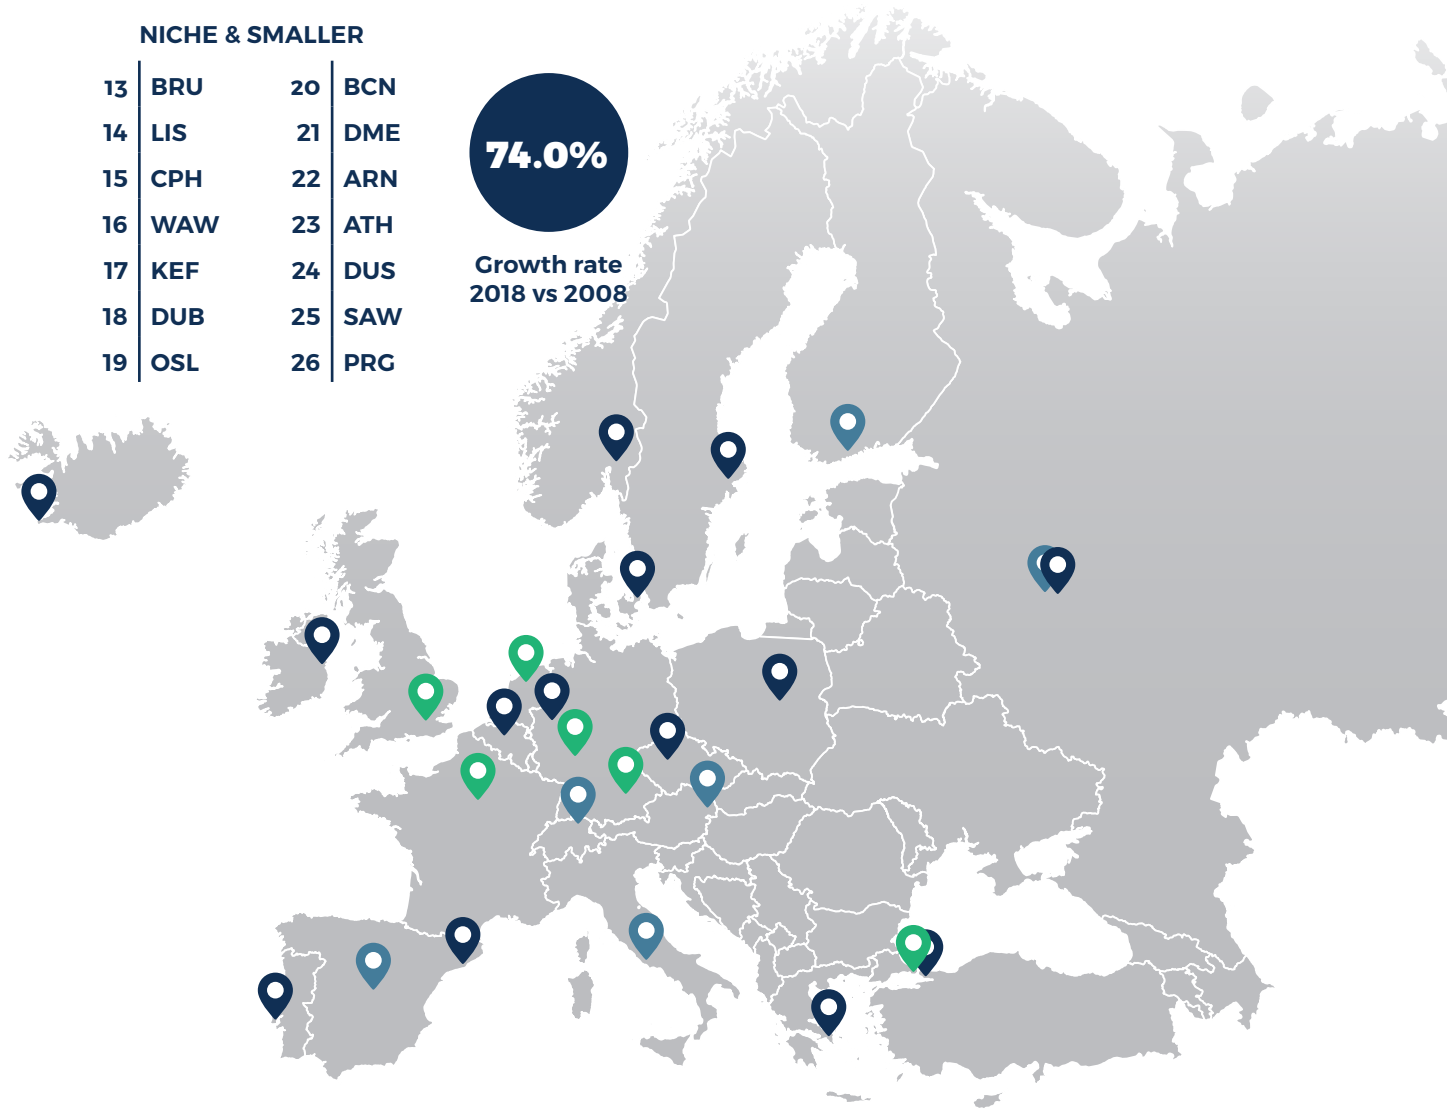 NICHE & SMALLER
13 BRU
14 LIS
15 CPH
16 WAW
17 KEF
18 DUB
19 OSL
20 BCN
21 DME
22 ARN
23 ATH
24 DUS
25 SAW
26 PRG
74.0%
Growth rate
2018 vs 2008